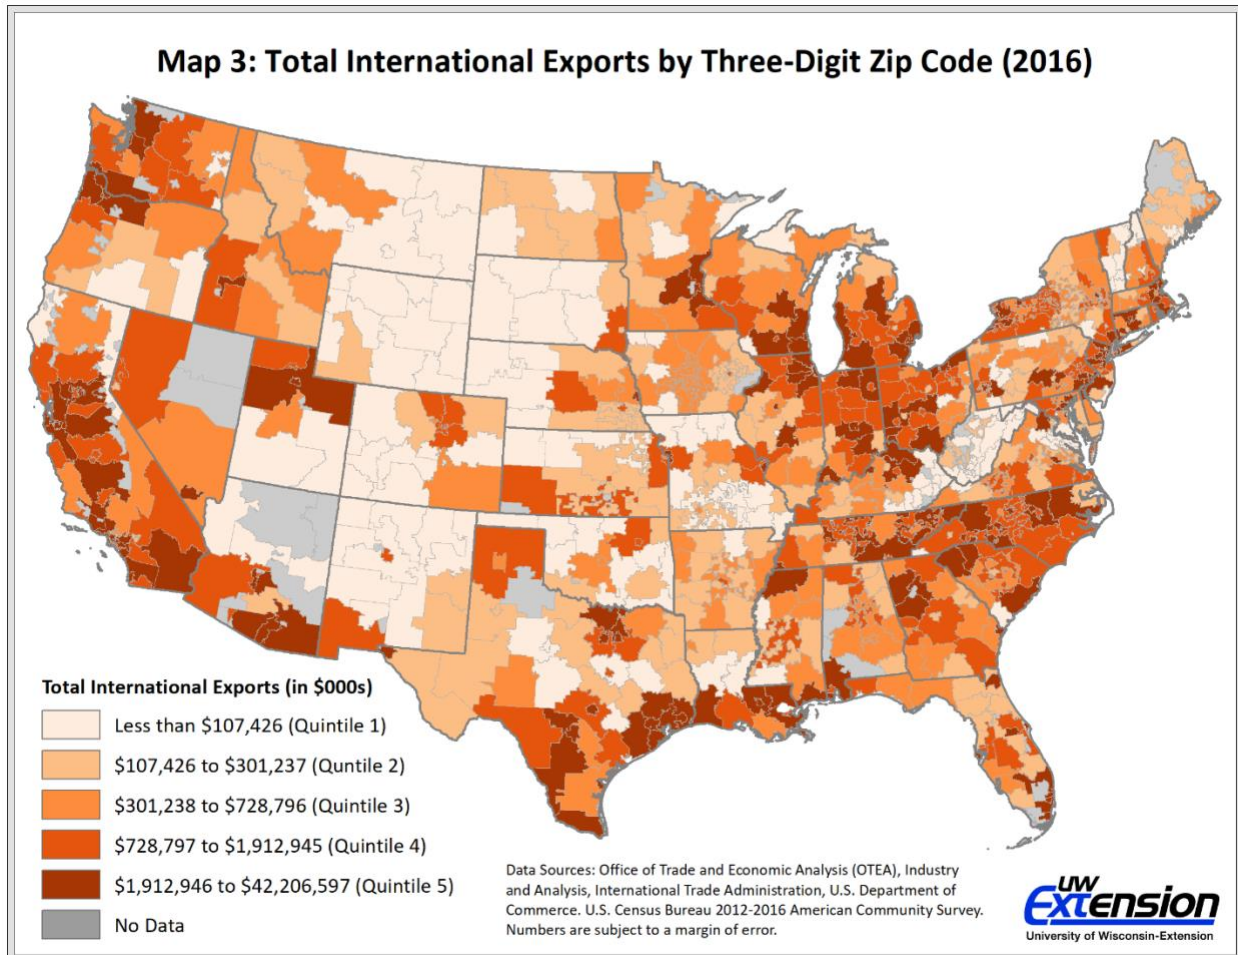 Map 3: Total International Exports by Three-Digit Zip Code (2016)
Total International Exports (in $000s)
Less than $107,426 (Quintile 1)
$107,426 to $301,237 (Quntile 2)
$301,238 to $728,796 (Quintile 3)
$728,797 to $1,912,945 (Quintile 4)
$1,912,946 to $42,206,597 (Quintile 5)
No Data
Data Sources: Office of Trade and Economic Analysis (OTEA), Industry
and Analysis, International Trade Administration, U.S. Department of
Commerce. U.S. Census Bureau 2012-2016 American Community Survey.
Numbers are subject to a margin of error.
UW
Extension
University of Wisconsin-Extension